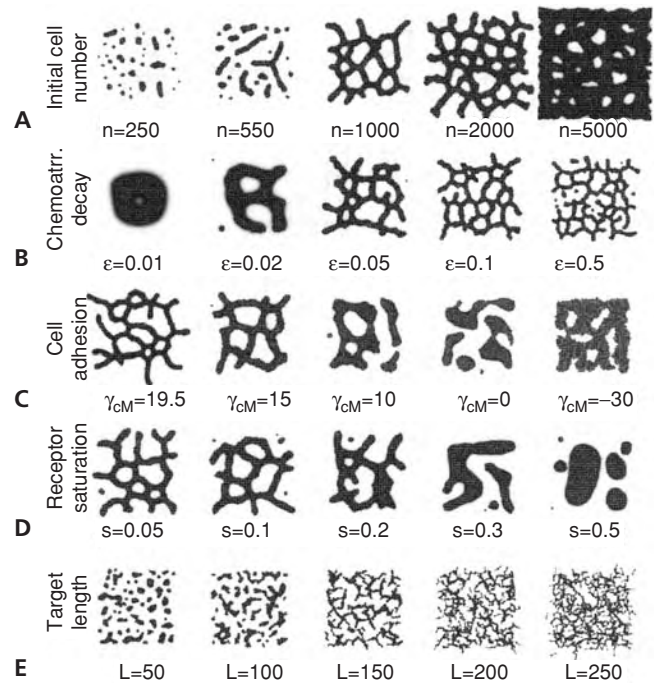 Initial cell
number
A
n=250 n=550 n=1000 n=2000 n=5000
Chemoatrr.
decay
B
ε=0.01 ε=0.02 ε=0.05 ε=0.1 ε=0.5
Cell
adhesion
C
γcM=19.5 γcM=15 γcM=10 γcM=0 γcM=−30
Receptor
saturation
D
s=0.05 s=0.1 s=0.2 s=0.3 s=0.5
Target
length
E
L=50 L=100 L=150 L=200 L=250